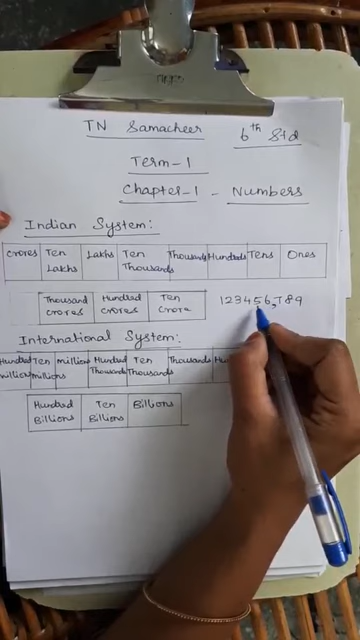 TN Samacheer 6th Std
Term-1
Chapter-1 - Numbers
Indian System:
crores Ten Lakhs Lakhs Ten Thousands Thousands Hundreds Tens Ones
Thousand crores Hundred crores Ten Crore 123456,789
International System:
Hundred millions Ten millions millions Hundred Thousands Ten Thousands Thousands
Hundred Billions Ten Billions Billions